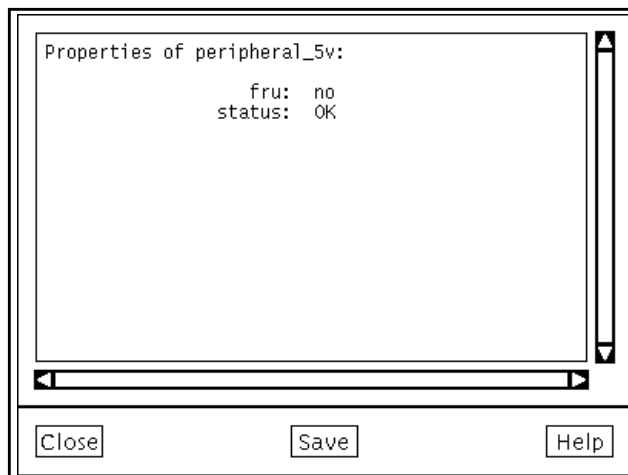 Properties of peripheral_5v:
fru: no
status: OK
Close Save Help